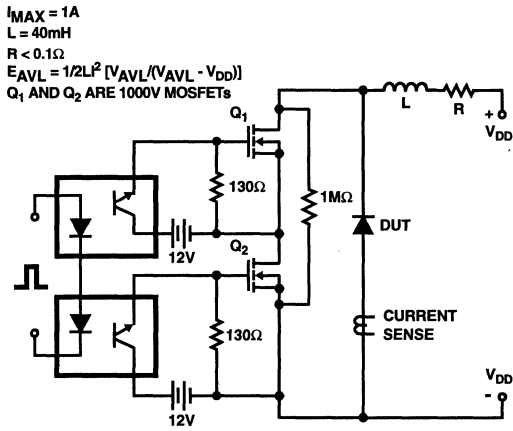 IMAX = 1A
L = 40mH
R < 0.1Ω
EAVL = 1/2LI² [VAVL/(VAVL - VDD)]
Q1 AND Q2 ARE 1000V MOSFETs
Q1
L
R
+
VDD
130Ω
1MΩ
DUT
12V
Q2
130Ω
CURRENT
SENSE
VDD
-
12V